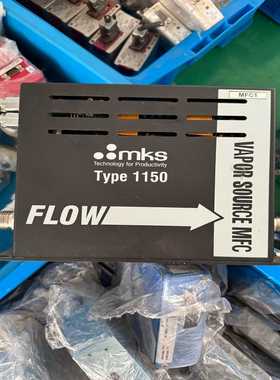 MFC1
mks
Technology for Productivity
Type 1150
FLOW
VAPOR SOURCE MFC